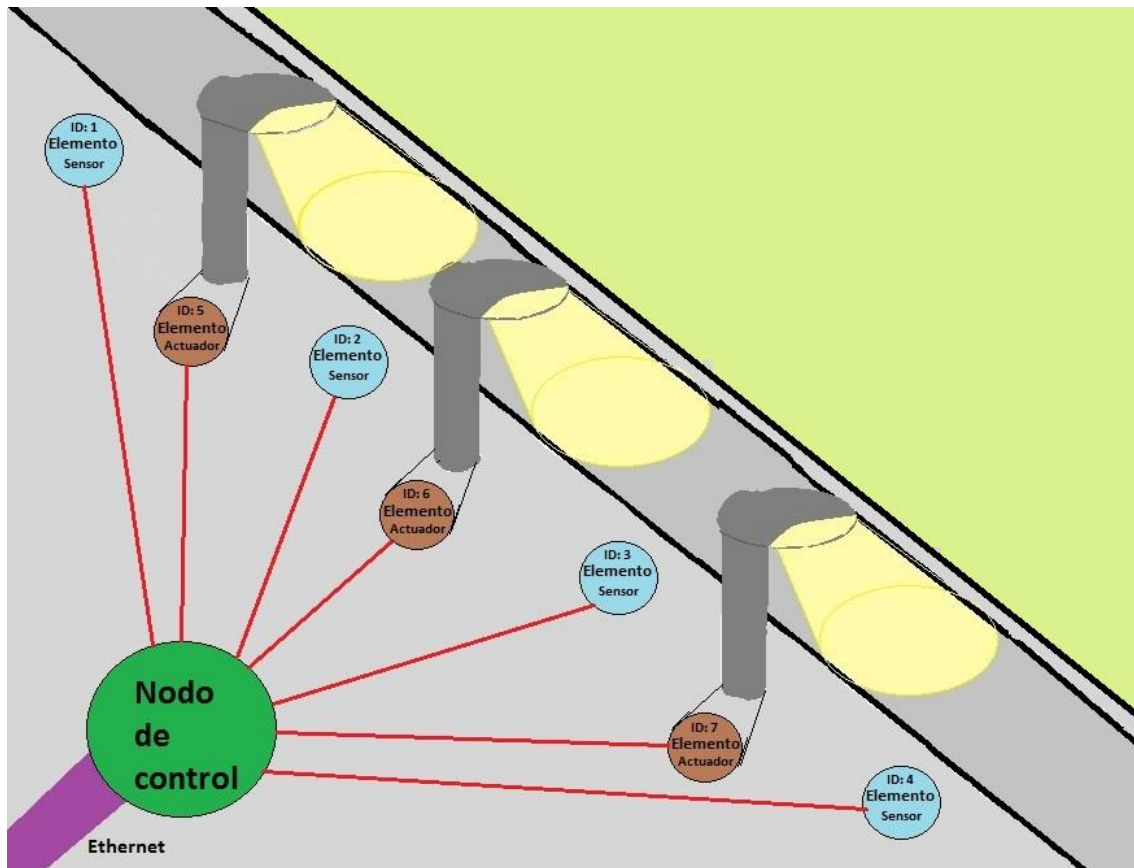 ID: 1
Elemento
Sensor
ID: 5
Elemento
Actuador
ID: 2
Elemento
Sensor
ID: 6
Elemento
Actuador
ID: 3
Elemento
Sensor
Nodo
de
control
ID: 7
Elemento
Actuador
ID: 4
Elemento
Sensor
Ethernet